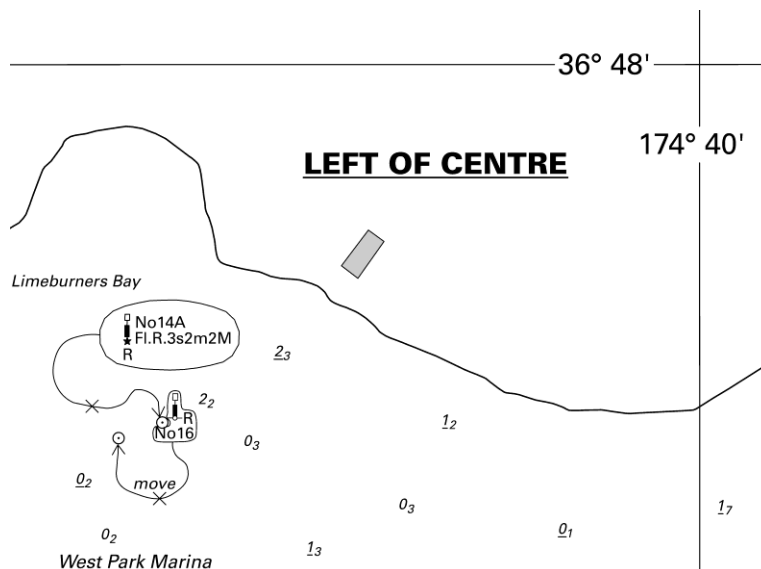 36° 48'
174° 40'
LEFT OF CENTRE
Limeburners Bay
No14A
Fl.R.3s2m2M
R
2₃
2₂
R
No16
1₂
0₃
0₂
move
0₃
1₇
0₁
0₂
1₃
West Park Marina